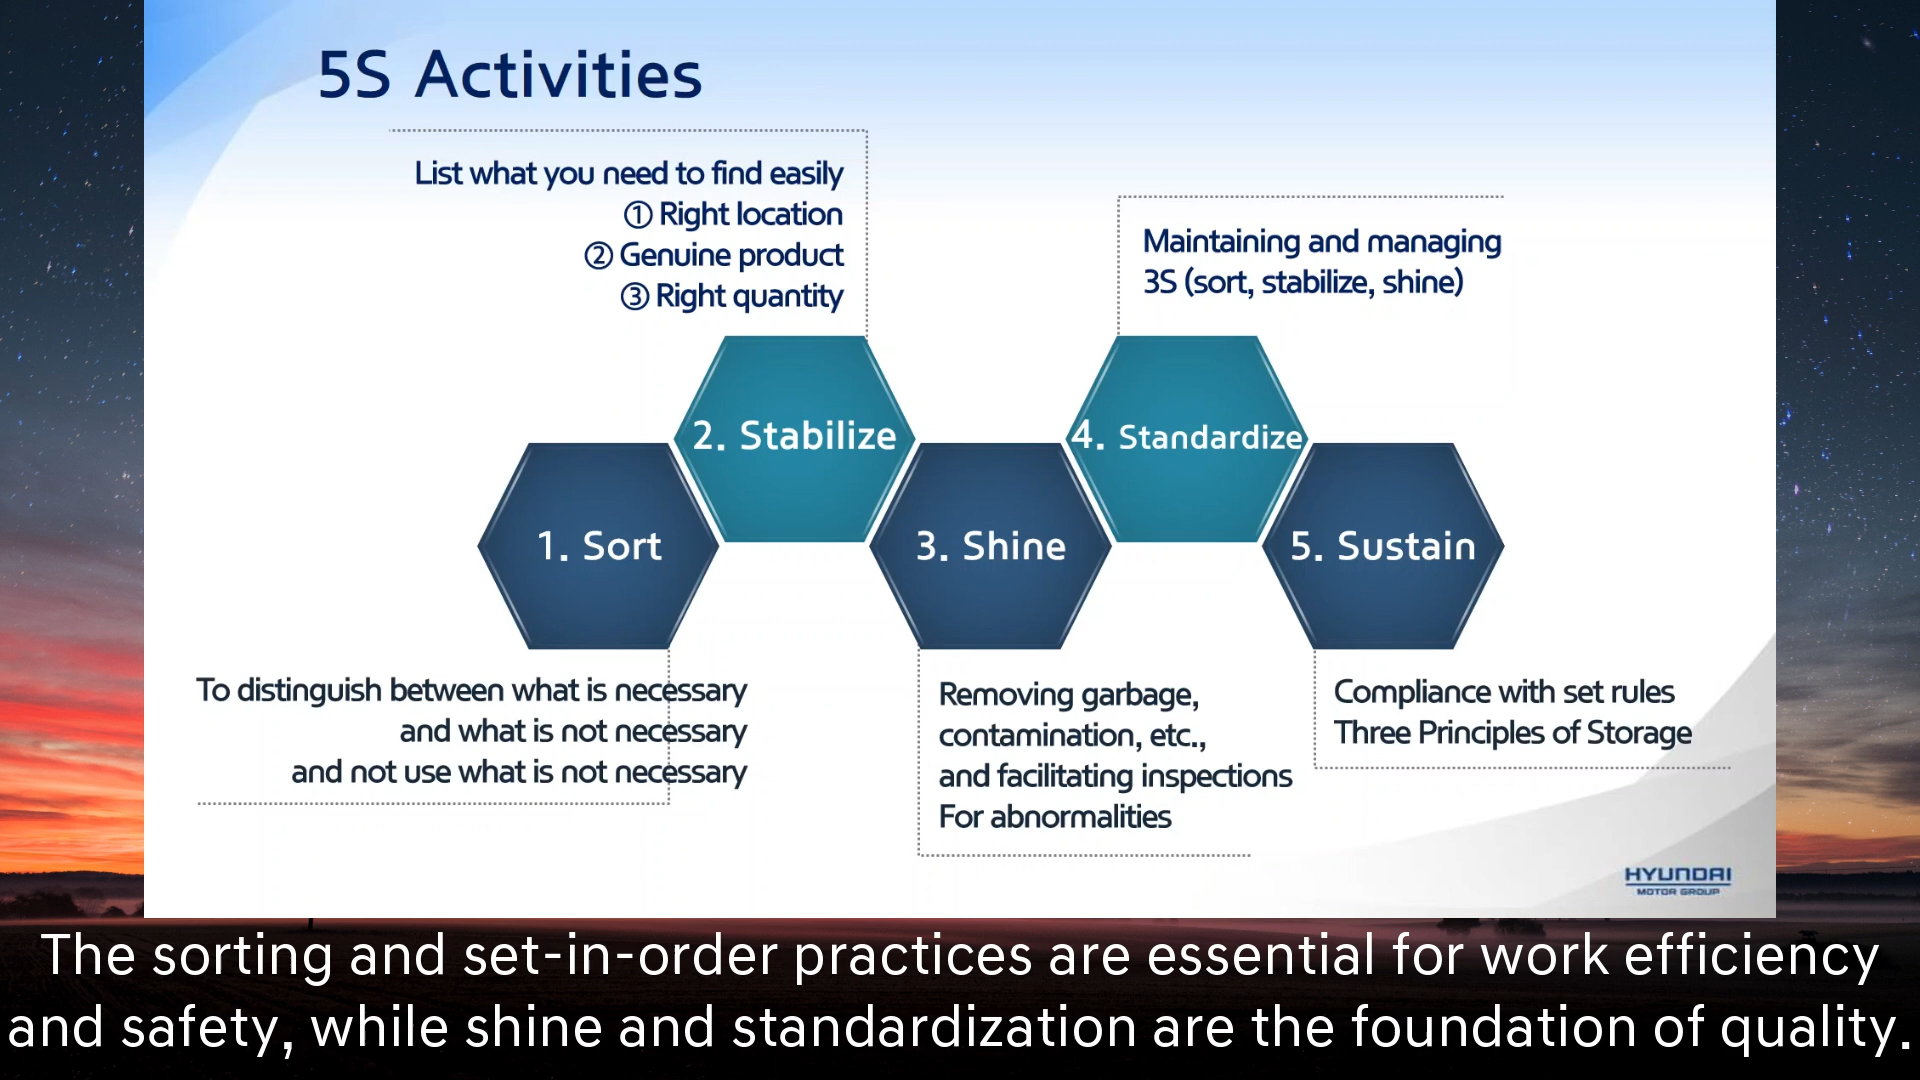 5S Activities
List what you need to find easily
① Right location
② Genuine product
③ Right quantity
Maintaining and managing
3S (sort, stabilize, shine)
2. Stabilize
4. Standardize
1. Sort
3. Shine
5. Sustain
To distinguish between what is necessary
and what is not necessary
and not use what is not necessary
Removing garbage,
contamination, etc.,
and facilitating inspections
For abnormalities
Compliance with set rules
Three Principles of Storage
HYUNDAI
MOTOR GROUP
The sorting and set-in-order practices are essential for work efficiency
and safety, while shine and standardization are the foundation of quality.